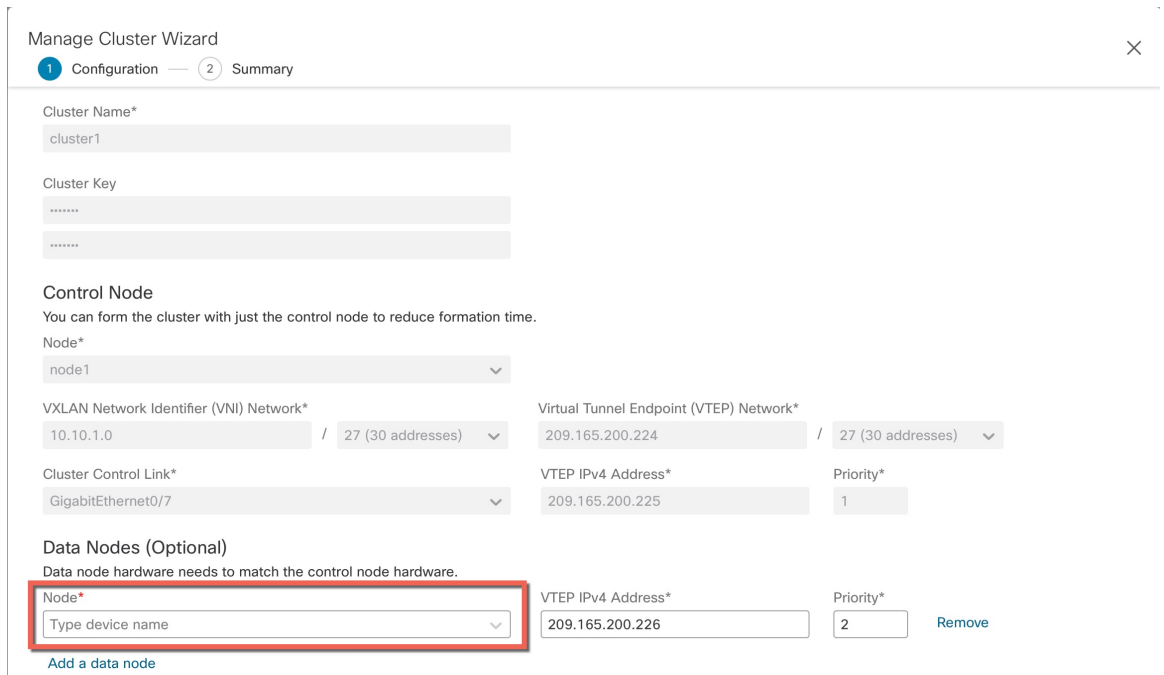 Manage Cluster Wizard
1 Configuration — 2 Summary
Cluster Name*
cluster1
Cluster Key
•••••••
•••••••
Control Node
You can form the cluster with just the control node to reduce formation time.
Node*
node1
VXLAN Network Identifier (VNI) Network* Virtual Tunnel Endpoint (VTEP) Network*
10.10.1.0 / 27 (30 addresses) 209.165.200.224 / 27 (30 addresses)
Cluster Control Link* VTEP IPv4 Address* Priority*
GigabitEthernet0/7 209.165.200.225 1
Data Nodes (Optional)
Data node hardware needs to match the control node hardware.
Node* VTEP IPv4 Address* Priority*
Type device name 209.165.200.226 2 Remove
Add a data node